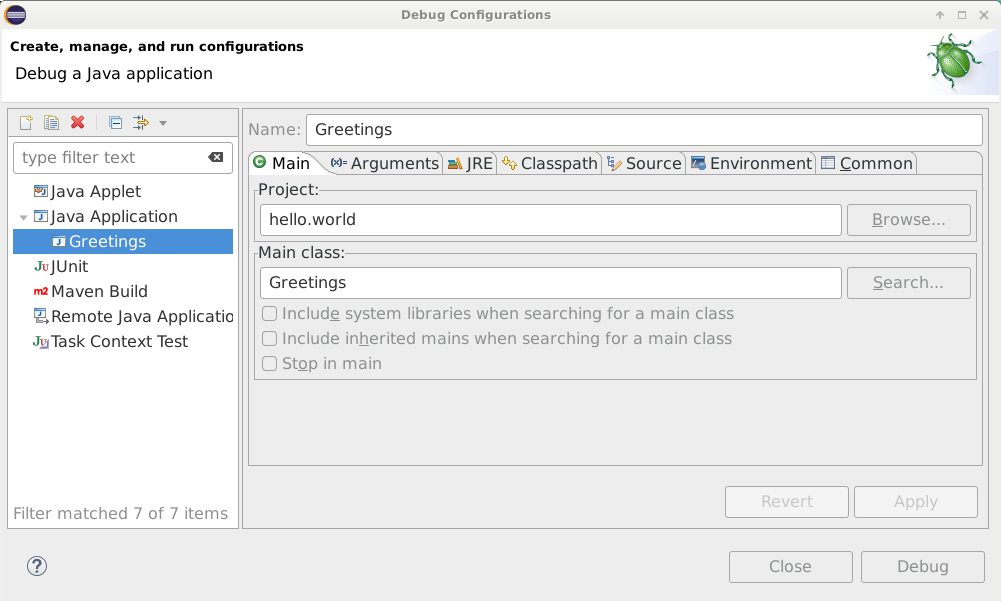 Debug Configurations
Create, manage, and run configurations
Debug a Java application
Name: Greetings
type filter text
Main (x)= Arguments JRE Classpath Source Environment Common
Java Applet
Java Application
Greetings
JUnit
Maven Build
Remote Java Applicatio
Task Context Test
Filter matched 7 of 7 items
Project:
hello.world Browse...
Main class:
Greetings Search...
Include system libraries when searching for a main class
Include inherited mains when searching for a main class
Stop in main
Revert Apply
? Close Debug